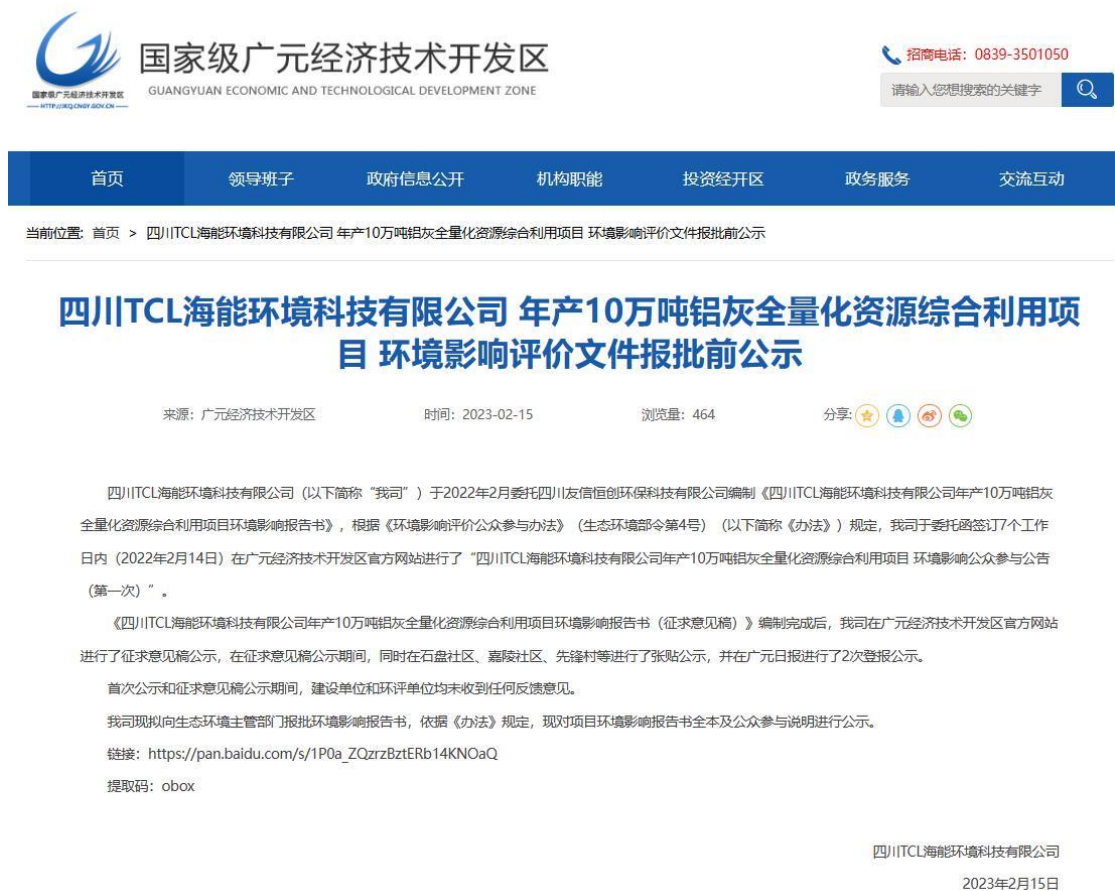 国家级广元经济技术开发区
GUANGYUAN ECONOMIC AND TECHNOLOGICAL DEVELOPMENT ZONE
国家级广元经济技术开发区
招商电话：0839-3501050
请输入您想搜索的关键字
首页 领导班子 政府信息公开 机构职能 投资经开区 政务服务 交流互动
当前位置: 首页 > 四川TCL海能环境科技有限公司 年产10万吨铝灰全量化资源综合利用项目 环境影响评价文件报批前公示
四川TCL海能环境科技有限公司 年产10万吨铝灰全量化资源综合利用项
目 环境影响评价文件报批前公示
来源：广元经济技术开发区 时间：2023-02-15 浏览量：464 分享:
四川TCL海能环境科技有限公司（以下简称“我司”）于2022年2月委托四川友信恒创环保科技有限公司编制《四川TCL海能环境科技有限公司年产10万吨铝灰
全量化资源综合利用项目环境影响报告书》，根据《环境影响评价公众参与办法》（生态环境部令第4号）（以下简称《办法》）规定，我司于委托函签订7个工作
日内（2022年2月14日）在广元经济技术开发区官方网站进行了“四川TCL海能环境科技有限公司年产10万吨铝灰全量化资源综合利用项目 环境影响公众参与公告
（第一次）”。
《四川TCL海能环境科技有限公司年产10万吨铝灰全量化资源综合利用项目环境影响报告书（征求意见稿）》编制完成后，我司在广元经济技术开发区官方网站
进行了征求意见稿公示，在征求意见稿公示期间，同时在石盘社区、嘉陵社区、先锋村等进行了张贴公示，并在广元日报进行了2次登报公示。
首次公示和征求意见稿公示期间，建设单位和环评单位均未收到任何反馈意见。
我司现拟向生态环境主管部门报批环境影响报告书，依据《办法》规定，现对项目环境影响报告书全本及公众参与说明进行公示。
链接：https://pan.baidu.com/s/1P0a_ZQzrzBztERb14KNOaQ
提取码：obox
四川TCL海能环境科技有限公司
2023年2月15日